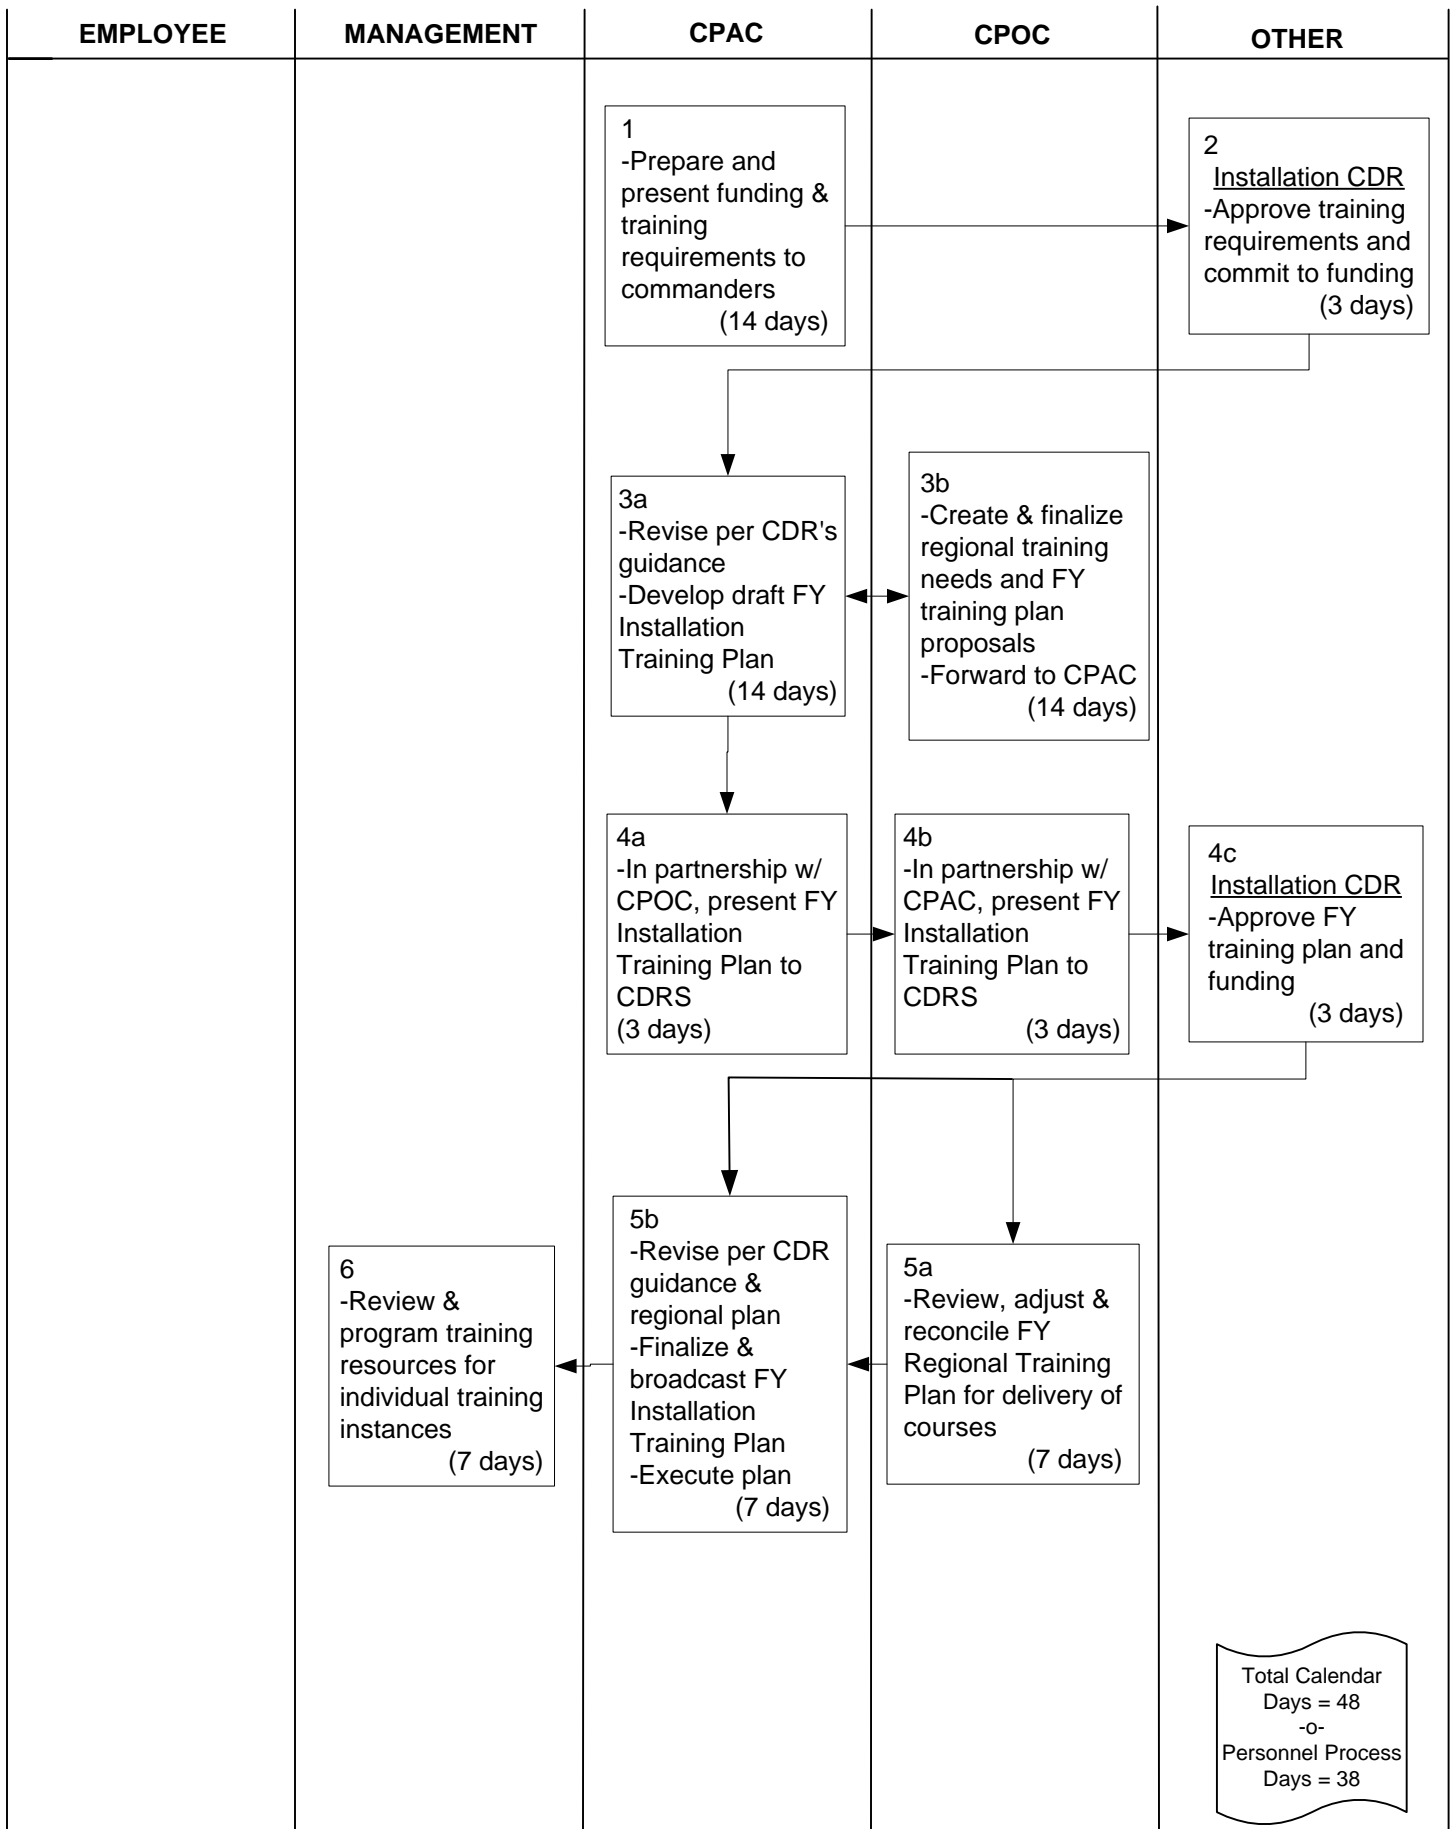 EMPLOYEE
MANAGEMENT
CPAC
CPOC
OTHER
1
-Prepare and
present funding &
training
requirements to
commanders
(14 days)
2
Installation CDR
-Approve training
requirements and
commit to funding
(3 days)
3a
-Revise per CDR's
guidance
-Develop draft FY
Installation
Training Plan
(14 days)
3b
-Create & finalize
regional training
needs and FY
training plan
proposals
-Forward to CPAC
(14 days)
4a
-In partnership w/
CPOC, present FY
Installation
Training Plan to
CDRS
(3 days)
4b
-In partnership w/
CPAC, present FY
Installation
Training Plan to
CDRS
(3 days)
4c
Installation CDR
-Approve FY
training plan and
funding
(3 days)
6
-Review &
program training
resources for
individual training
instances
(7 days)
5b
-Revise per CDR
guidance &
regional plan
-Finalize &
broadcast FY
Installation
Training Plan
-Execute plan
(7 days)
5a
-Review, adjust &
reconcile FY
Regional Training
Plan for delivery of
courses
(7 days)
Total Calendar
Days = 48
-o-
Personnel Process
Days = 38